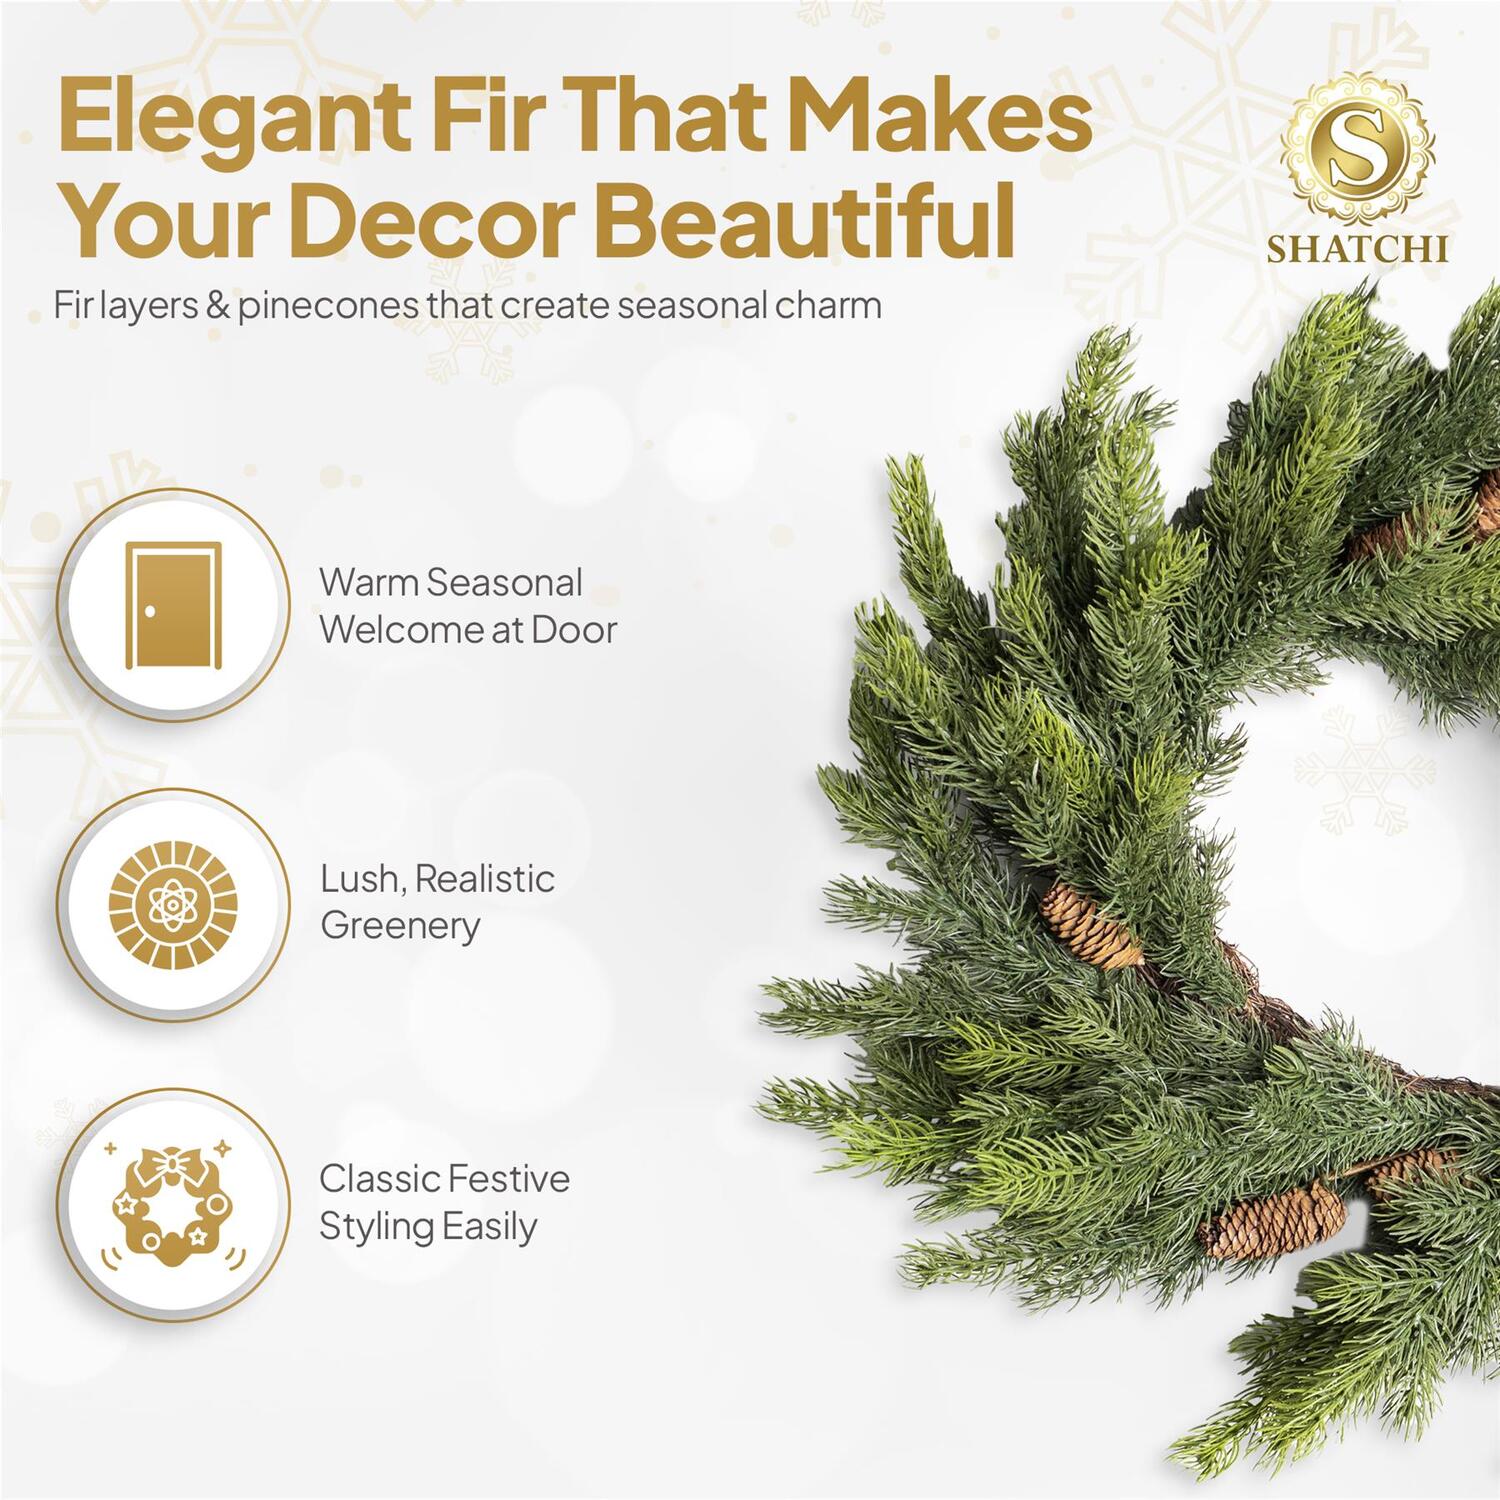 Elegant Fir That Makes
Your Decor Beautiful
Fir layers & pinecones that create seasonal charm
S
SHATCHI
Warm Seasonal
Welcome at Door
Lush, Realistic
Greenery
Classic Festive
Styling Easily